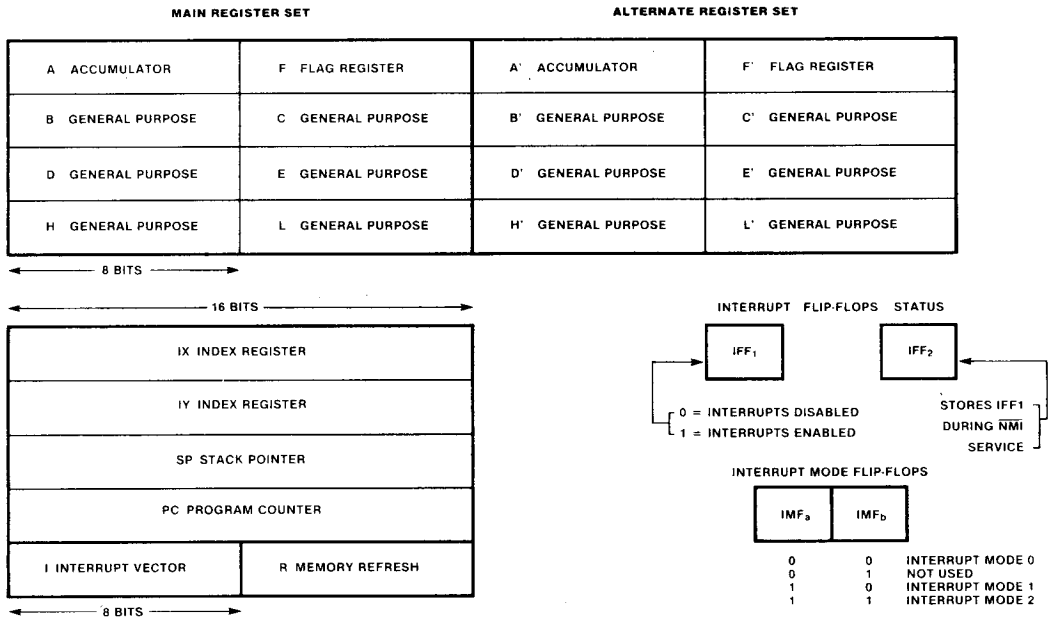 MAIN REGISTER SET
ALTERNATE REGISTER SET
A ACCUMULATOR
F FLAG REGISTER
A' ACCUMULATOR
F' FLAG REGISTER
B GENERAL PURPOSE
C GENERAL PURPOSE
B' GENERAL PURPOSE
C' GENERAL PURPOSE
D GENERAL PURPOSE
E GENERAL PURPOSE
D' GENERAL PURPOSE
E' GENERAL PURPOSE
H GENERAL PURPOSE
L GENERAL PURPOSE
H' GENERAL PURPOSE
L' GENERAL PURPOSE
8 BITS
16 BITS
IX INDEX REGISTER
IY INDEX REGISTER
SP STACK POINTER
PC PROGRAM COUNTER
I INTERRUPT VECTOR
R MEMORY REFRESH
8 BITS
INTERRUPT FLIP-FLOPS STATUS
IFF₁
IFF₂
0 = INTERRUPTS DISABLED
1 = INTERRUPTS ENABLED
STORES IFF1
DURING N̅M̅I̅
SERVICE
INTERRUPT MODE FLIP-FLOPS
IMFa
IMFb
0 0 INTERRUPT MODE 0
0 1 NOT USED
1 0 INTERRUPT MODE 1
1 1 INTERRUPT MODE 2